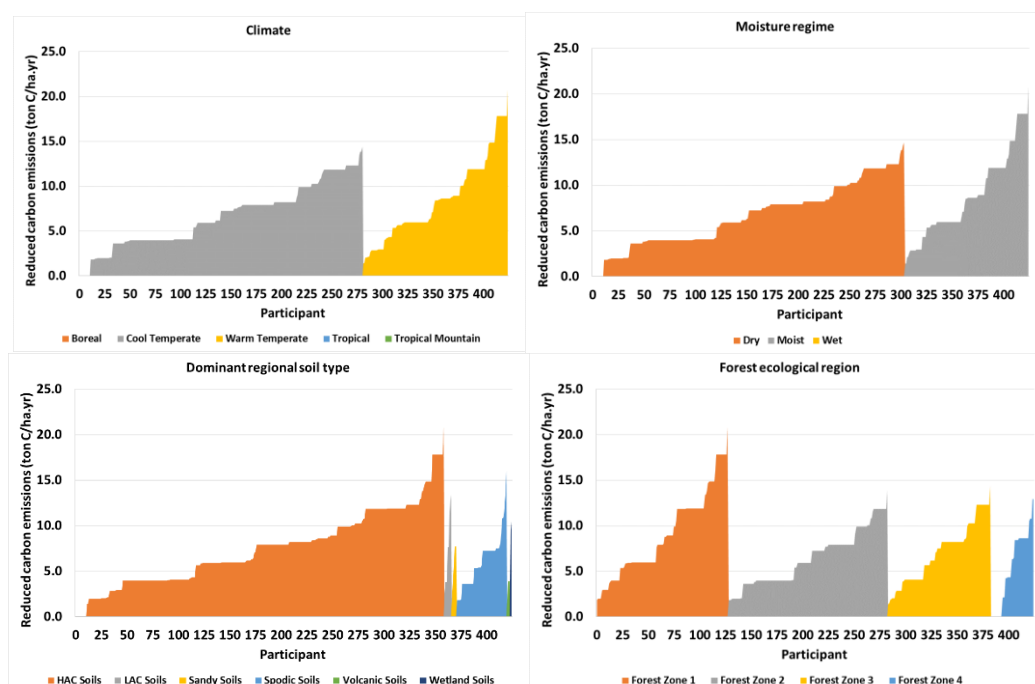 Climate
Reduced carbon emissions (ton C/ha.yr)
25.0
20.0
15.0
10.0
5.0
0.0
0 25 50 75 100 125 150 175 200 225 250 275 300 325 350 375 400
Participant
Boreal Cool Temperate Warm Temperate Tropical Tropical Mountain
Moisture regime
Reduced carbon emissions (ton C/ha.yr)
25.0
20.0
15.0
10.0
5.0
0.0
0 25 50 75 100 125 150 175 200 225 250 275 300 325 350 375 400
Participant
Dry Moist Wet
Dominant regional soil type
Reduced carbon emissions (ton C/ha.yr)
25.0
20.0
15.0
10.0
5.0
0.0
0 25 50 75 100 125 150 175 200 225 250 275 300 325 350 375 400
Participant
HAC Soils LAC Soils Sandy Soils Spodic Soils Volcanic Soils Wetland Soils
Forest ecological region
Reduced carbon emissions (ton C/ha.yr)
25.0
20.0
15.0
10.0
5.0
0.0
0 25 50 75 100 125 150 175 200 225 250 275 300 325 350 375 400
Participant
Forest Zone 1 Forest Zone 2 Forest Zone 3 Forest Zone 4